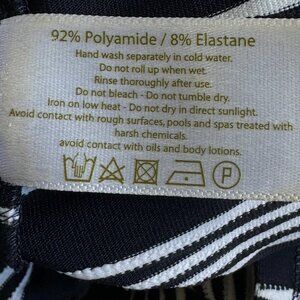 92% Polyamide / 8% Elastane
Hand wash separately in cold water.
Do not roll up when wet.
Rinse thoroughly after use.
Do not bleach - Do not tumble dry.
Iron on low heat - Do not dry in direct sunlight.
Avoid contact with rough surfaces, pools and spas treated with
harsh chemicals.
avoid contact with oils and body lotions.
P